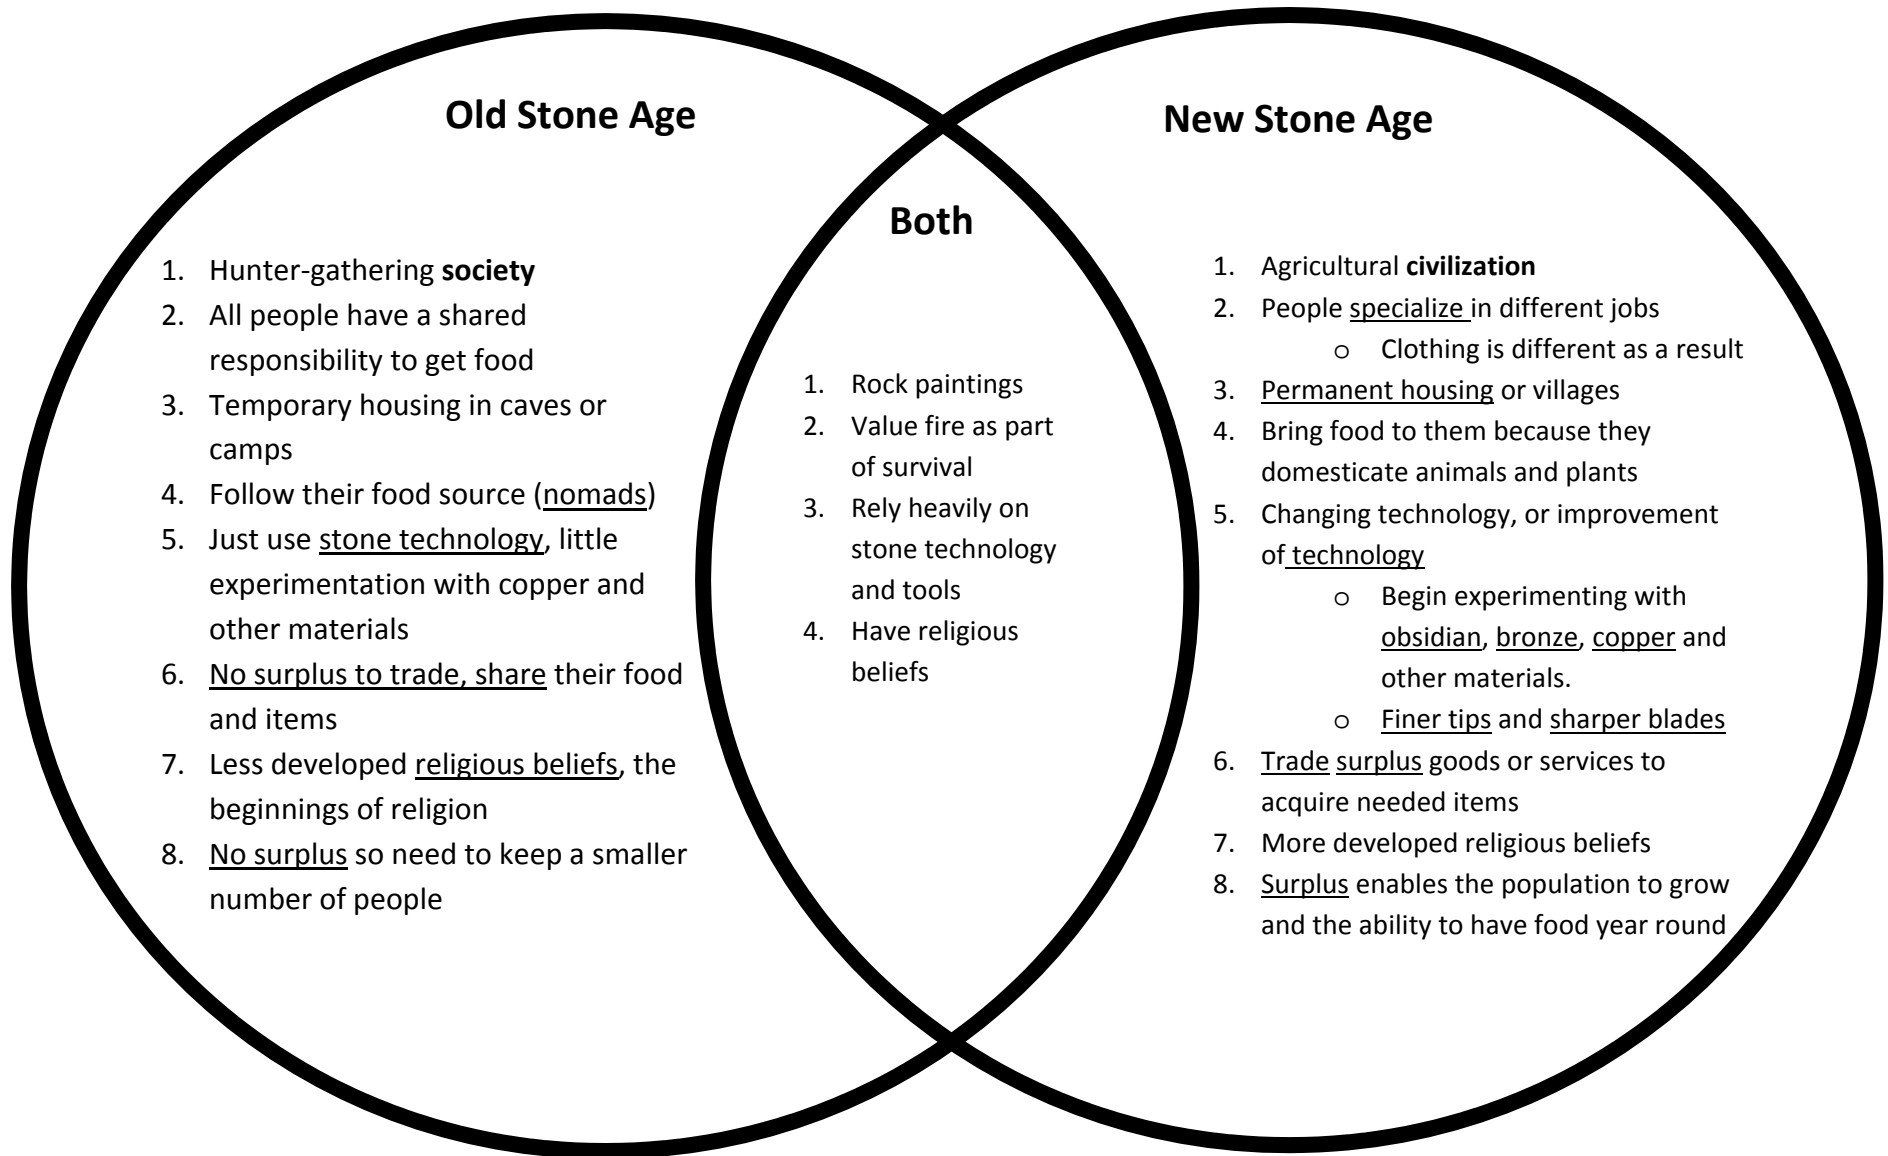 Old Stone Age
1. Hunter-gathering society
2. All people have a shared
responsibility to get food
3. Temporary housing in caves or
camps
4. Follow their food source (nomads)
5. Just use stone technology, little
experimentation with copper and
other materials
6. No surplus to trade, share their food
and items
7. Less developed religious beliefs, the
beginnings of religion
8. No surplus so need to keep a smaller
number of people
Both
1. Rock paintings
2. Value fire as part
of survival
3. Rely heavily on
stone technology
and tools
4. Have religious
beliefs
New Stone Age
1. Agricultural civilization
2. People specialize in different jobs
o Clothing is different as a result
3. Permanent housing or villages
4. Bring food to them because they
domesticate animals and plants
5. Changing technology, or improvement
of technology
o Begin experimenting with
obsidian, bronze, copper and
other materials.
o Finer tips and sharper blades
6. Trade surplus goods or services to
acquire needed items
7. More developed religious beliefs
8. Surplus enables the population to grow
and the ability to have food year round